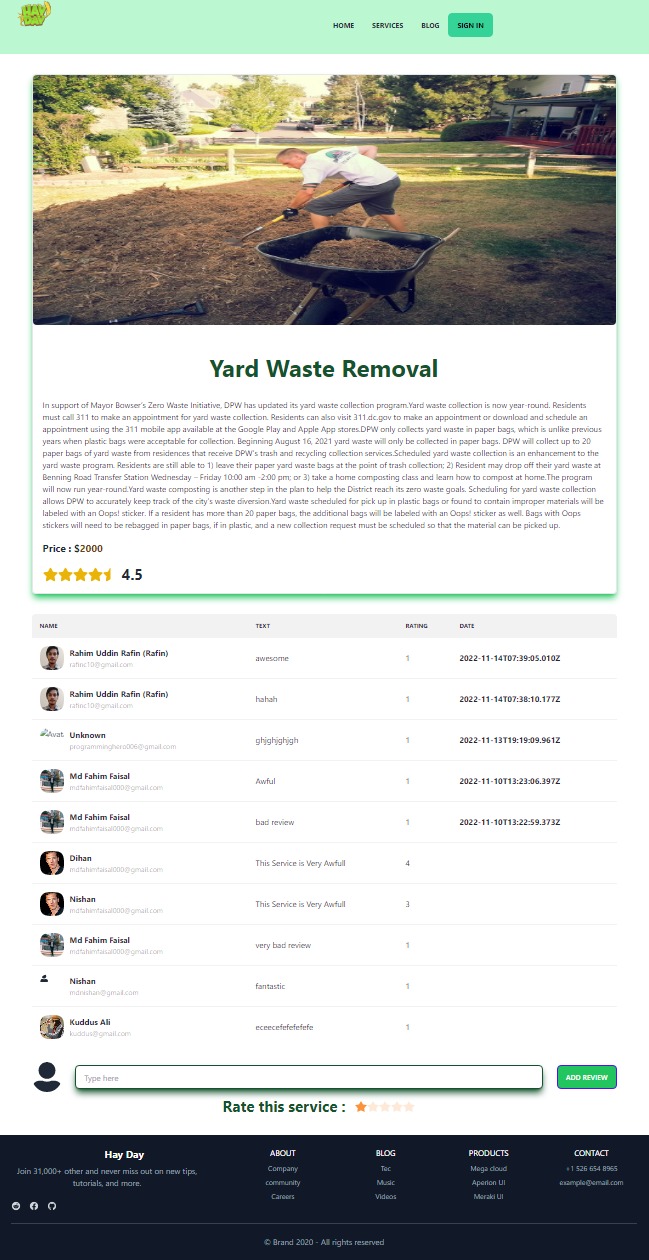 HAY DAY
HOME SERVICES BLOG SIGN IN
Yard Waste Removal
In support of Mayor Bowser's Zero Waste Initiative, DPW has updated its yard waste collection program.Yard waste collection is now year-round. Residents
must call 311 to make an appointment for yard waste collection. Residents can also visit 311.dc.gov to make an appointment or download and schedule an
appointment using the 311 mobile app available at the Google Play and Apple App stores.DPW only collects yard waste in paper bags, which is unlike previous
years when plastic bags were acceptable for collection. Beginning August 16, 2021 yard waste will only be collected in paper bags. DPW will collect up to 20
paper bags of yard waste from residences that receive DPW's trash and recycling collection services.Scheduled yard waste collection is an enhancement to the
yard waste program. Residents are still able to 1) leave their paper yard waste bags at the point of trash collection; 2) Resident may drop off their yard waste at
Benning Road Transfer Station Wednesday – Friday 10:00 am -2:00 pm; or 3) take a home composting class and learn how to compost at home.The program
will now run year-round.Yard waste composting is another step in the plan to help the District reach its zero waste goals. Scheduling for yard waste collection
allows DPW to accurately keep track of the city's waste diversion.Yard waste scheduled for pick up in plastic bags or found to contain improper materials will be
labeled with an Oops! sticker. If a resident has more than 20 paper bags, the additional bags will be labeled with an Oops! sticker as well. Bags with Oops
stickers will need to be rebagged in paper bags, if in plastic, and a new collection request must be scheduled so that the material can be picked up.
Price : $2000
4.5
NAME TEXT RATING DATE
Rahim Uddin Rafin (Rafin)
rafinc10@gmail.com
awesome 1 2022-11-14T07:39:05.010Z
Rahim Uddin Rafin (Rafin)
rafinc10@gmail.com
hahah 1 2022-11-14T07:38:10.177Z
Avat
Unknown
programminghero006@gmail.com
ghjghjghjgh 1 2022-11-13T19:19:09.961Z
Md Fahim Faisal
mdfahimfaisal000@gmail.com
Awful 1 2022-11-10T13:23:06.397Z
Md Fahim Faisal
mdfahimfaisal000@gmail.com
bad review 1 2022-11-10T13:22:59.373Z
Dihan
mdfahimfaisal000@gmail.com
This Service is Very Awfull 4
Nishan
mdfahimfaisal000@gmail.com
This Service is Very Awfull 3
Md Fahim Faisal
mdfahimfaisal000@gmail.com
very bad review 1
Nishan
mdnishan@gmail.com
fantastic 1
Kuddus Ali
kuddus@gmail.com
ececefefefefefe 1
Type here
ADD REVIEW
Rate this service :
Hay Day
Join 31,000+ other and never miss out on new tips,
tutorials, and more.
ABOUT
Company
community
Careers
BLOG
Tec
Music
Videos
PRODUCTS
Mega cloud
Aperion UI
Meraki UI
CONTACT
+1 526 654 8965
example@email.com
© Brand 2020 - All rights reserved